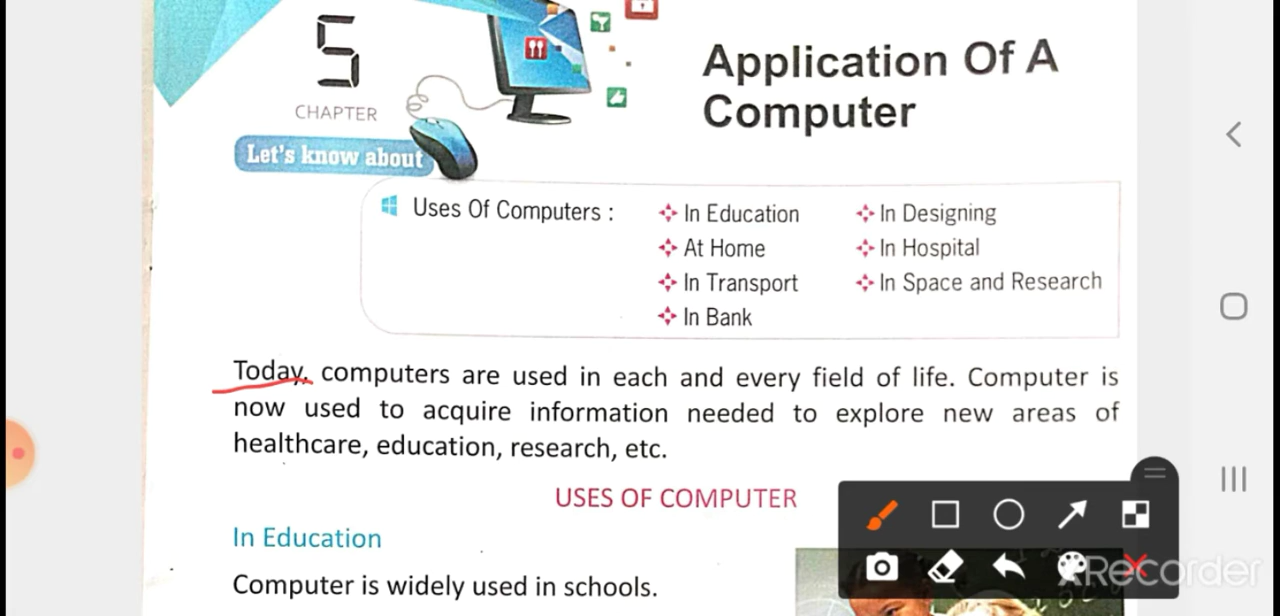 5
CHAPTER
Application Of A
Computer
Let's know about
Uses Of Computers :
In Education
In Designing
At Home
In Hospital
In Transport
In Space and Research
In Bank
Today, computers are used in each and every field of life. Computer is
now used to acquire information needed to explore new areas of
healthcare, education, research, etc.
USES OF COMPUTER
In Education
Computer is widely used in schools.
XRecorder